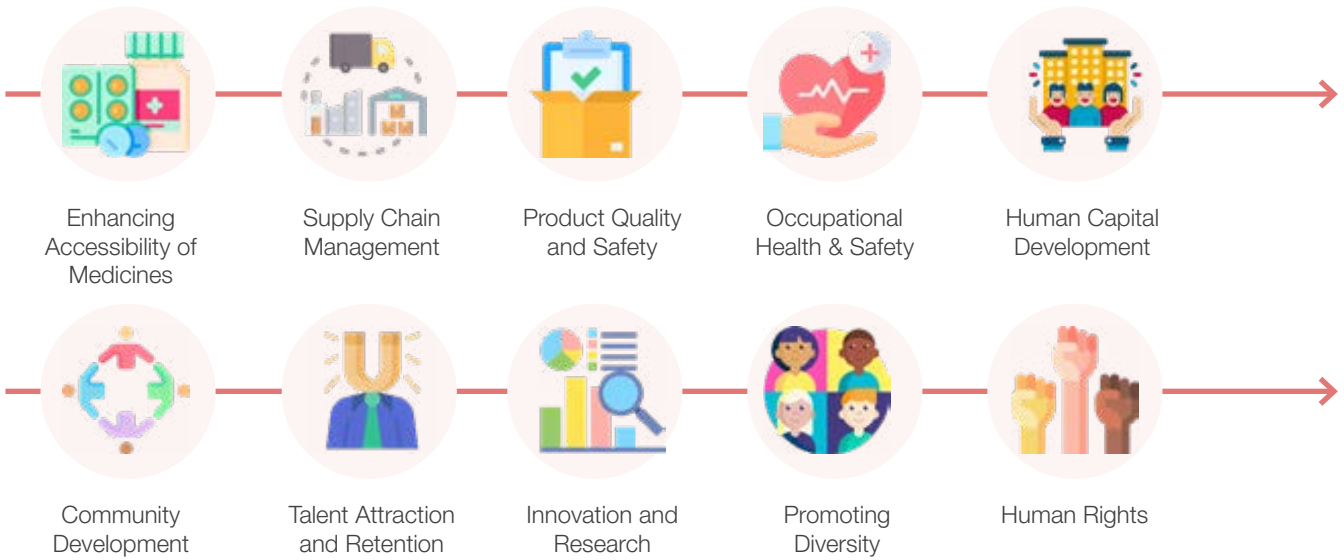 Enhancing
Accessibility of
Medicines
Supply Chain
Management
Product Quality
and Safety
Occupational
Health & Safety
Human Capital
Development
Community
Development
Talent Attraction
and Retention
Innovation and
Research
Promoting
Diversity
Human Rights